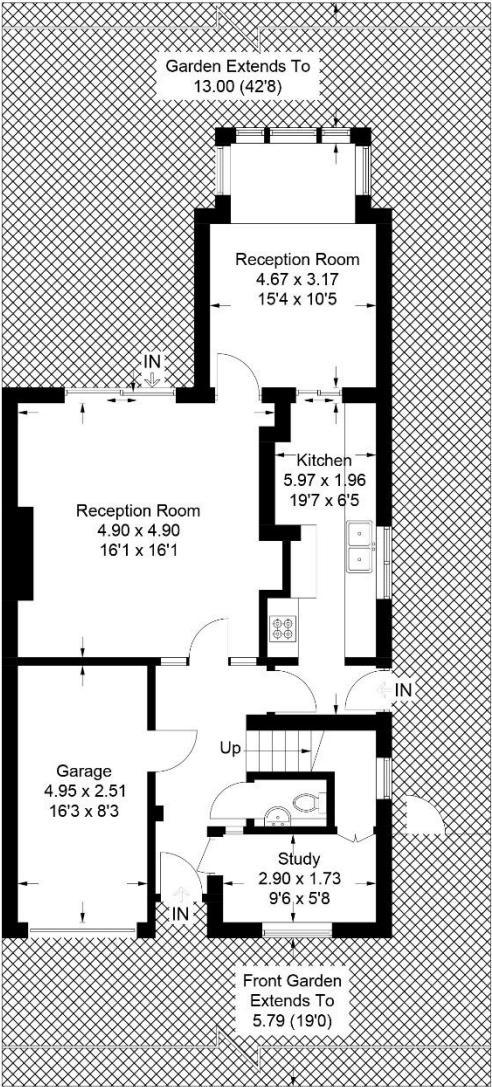 Garden Extends To
13.00 (42'8)
Reception Room
4.67 x 3.17
15'4 x 10'5
IN
Kitchen
5.97 x 1.96
19'7 x 6'5
Reception Room
4.90 x 4.90
16'1 x 16'1
IN
Up
Garage
4.95 x 2.51
16'3 x 8'3
Study
2.90 x 1.73
9'6 x 5'8
IN
Front Garden
Extends To
5.79 (19'0)